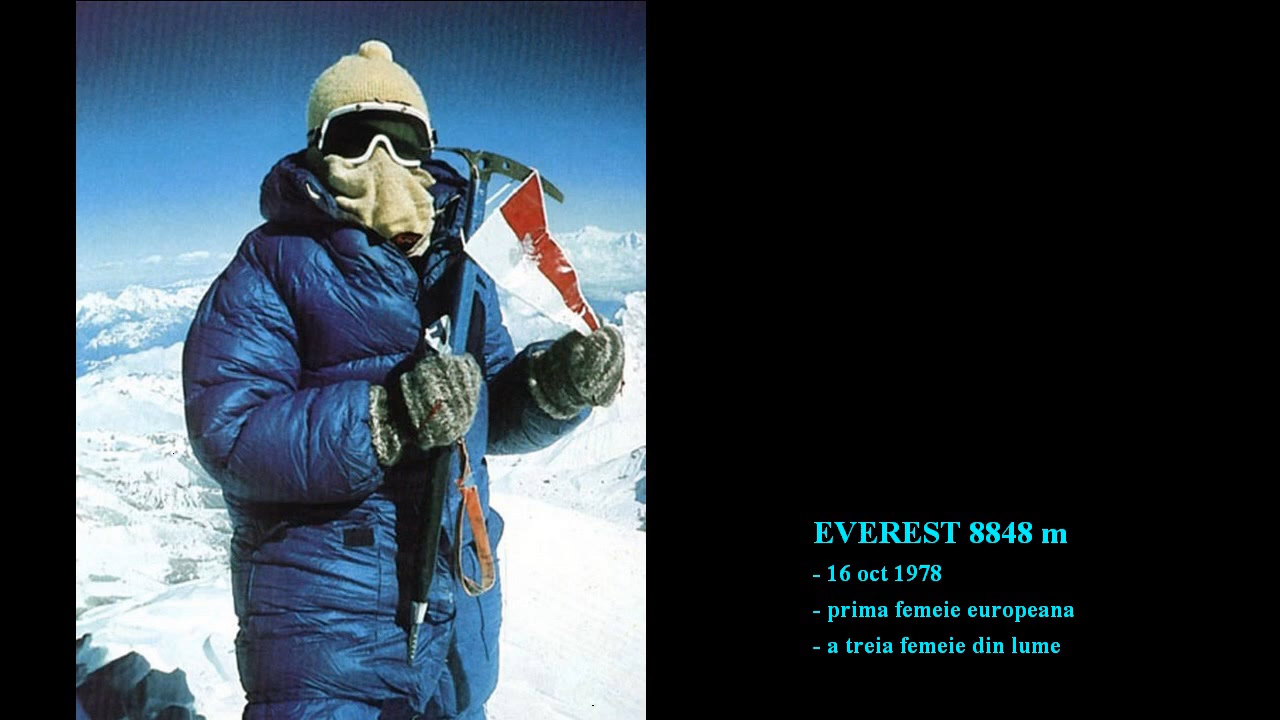 EVEREST 8848 m
- 16 oct 1978
- prima femeie europeana
- a treia femeie din lume